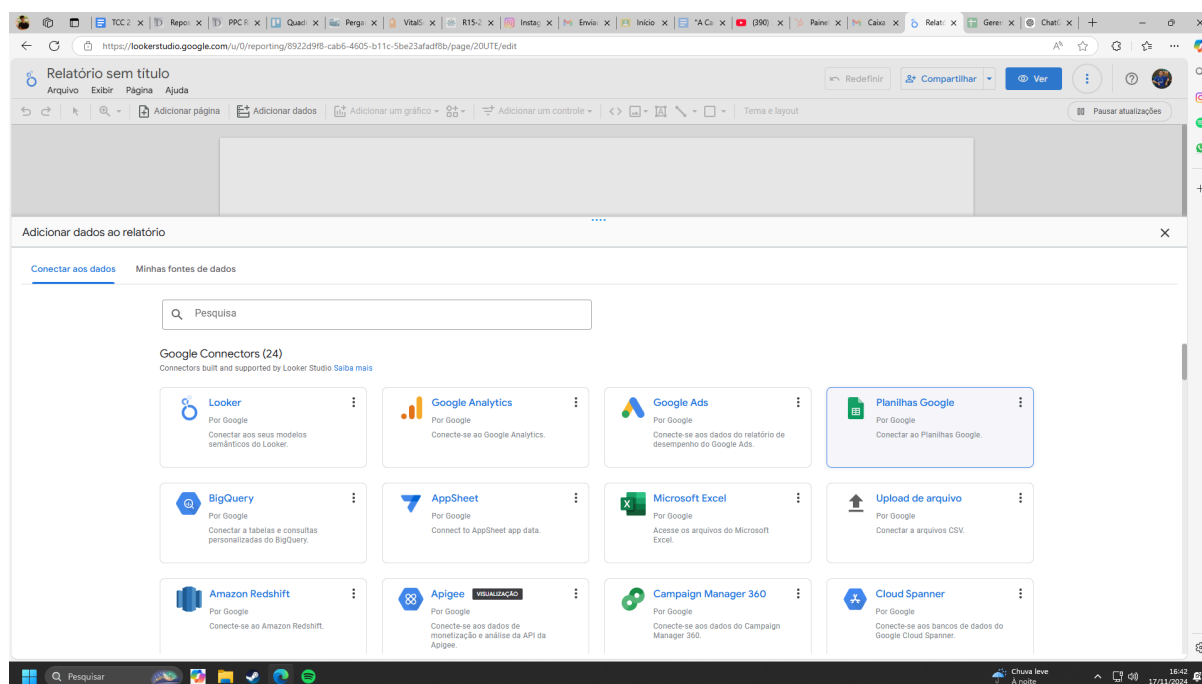 TCC 2
Repos
PPC R
Quadr
Perga
VitalS
R15-2
Instag
Envia
Início
"A Ca
(390)
Painel
Caixa
Relató
Geren
ChatG
https://lookerstudio.google.com/u/0/reporting/8922d9f8-cab6-4605-b11c-5be23afadf8b/page/20UTE/edit
Relatório sem título
Arquivo Exibir Página Ajuda
Redefinir
Compartilhar
Ver
Adicionar página
Adicionar dados
Adicionar um gráfico
Adicionar um controle
Tema e layout
Pausar atualizações
Adicionar dados ao relatório
Conectar aos dados
Minhas fontes de dados
Pesquisa
Google Connectors (24)
Connectors built and supported by Looker Studio Saiba mais
Looker
Por Google
Conectar aos seus modelos
semânticos do Looker.
Google Analytics
Por Google
Conecte-se ao Google Analytics.
Google Ads
Por Google
Conecte-se aos dados do relatório de
desempenho do Google Ads.
Planilhas Google
Por Google
Conectar ao Planilhas Google.
BigQuery
Por Google
Conectar a tabelas e consultas
personalizadas do BigQuery.
AppSheet
Por Google
Connect to AppSheet app data.
Microsoft Excel
Por Google
Acesse os arquivos do Microsoft
Excel.
Upload de arquivo
Por Google
Conectar a arquivos CSV.
Amazon Redshift
Por Google
Conecte-se ao Amazon Redshift.
Apigee VISUALIZAÇÃO
Por Google
Conecte-se aos dados de
monetização e análise da API da
Apigee.
Campaign Manager 360
Por Google
Conecte-se aos dados do Campaign
Manager 360.
Cloud Spanner
Por Google
Conecte-se aos bancos de dados do
Google Cloud Spanner.
Pesquisar
Chuva leve
À noite
16:42
17/11/2024